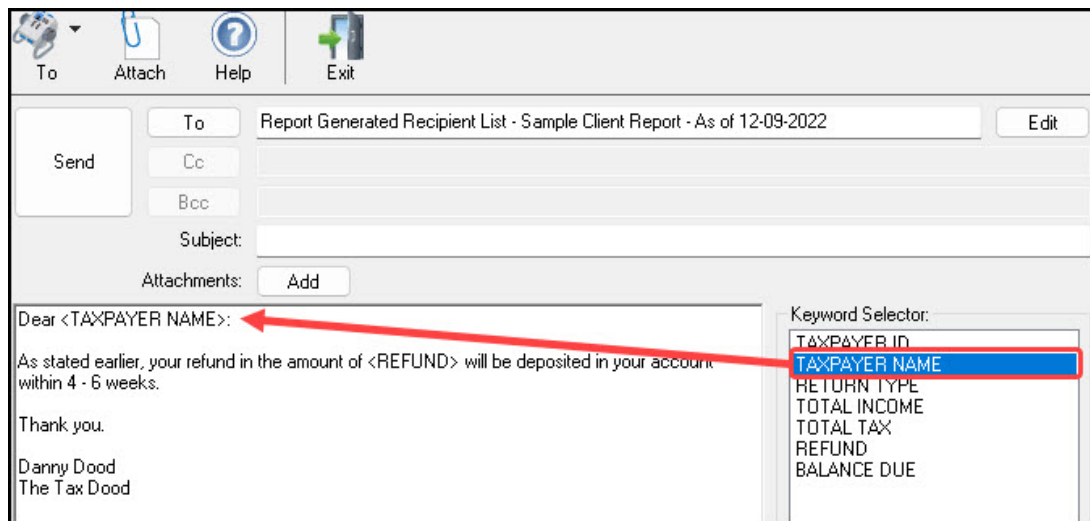 To Attach Help Exit
To Report Generated Recipient List - Sample Client Report - As of 12-09-2022 Edit
Send
Cc
Bcc
Subject:
Attachments: Add
Dear <TAXPAYER NAME>:
As stated earlier, your refund in the amount of <REFUND> will be deposited in your account
within 4 - 6 weeks.
Thank you.
Danny Dood
The Tax Dood
Keyword Selector:
TAXPAYER ID
TAXPAYER NAME
RETURN TYPE
TOTAL INCOME
TOTAL TAX
REFUND
BALANCE DUE